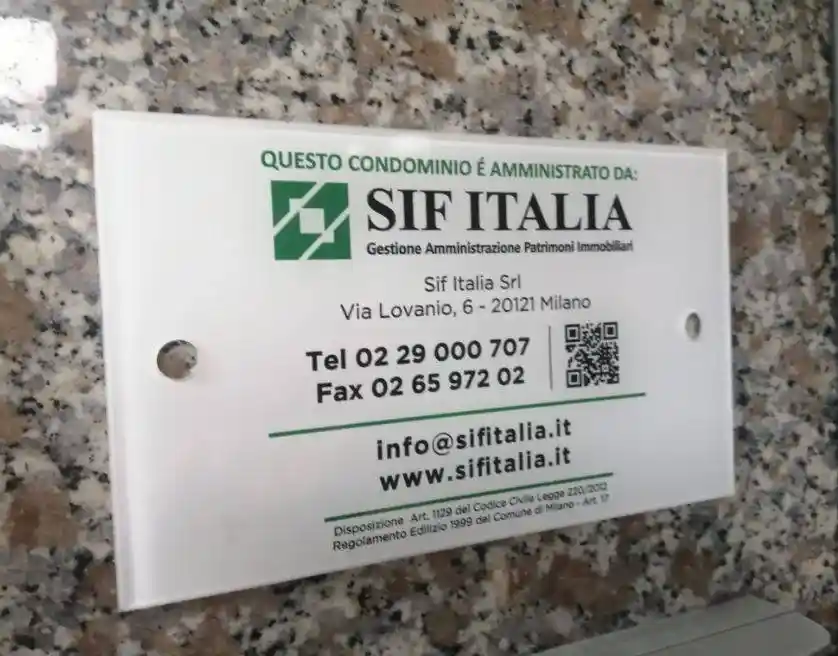 QUESTO CONDOMINIO É AMMINISTRATO DA:
SIF ITALIA
Gestione Amministrazione Patrimoni Immobiliari
Sif Italia Srl
Via Lovanio, 6 - 20121 Milano
Tel 02 29 000 707
Fax 02 65 972 02
info@sifitalia.it
www.sifitalia.it
Disposizione Art. 1129 del Codice Civile Legge 220/2012
Regolamento Edilizio 1999 del Comune di Milano - Art. 17